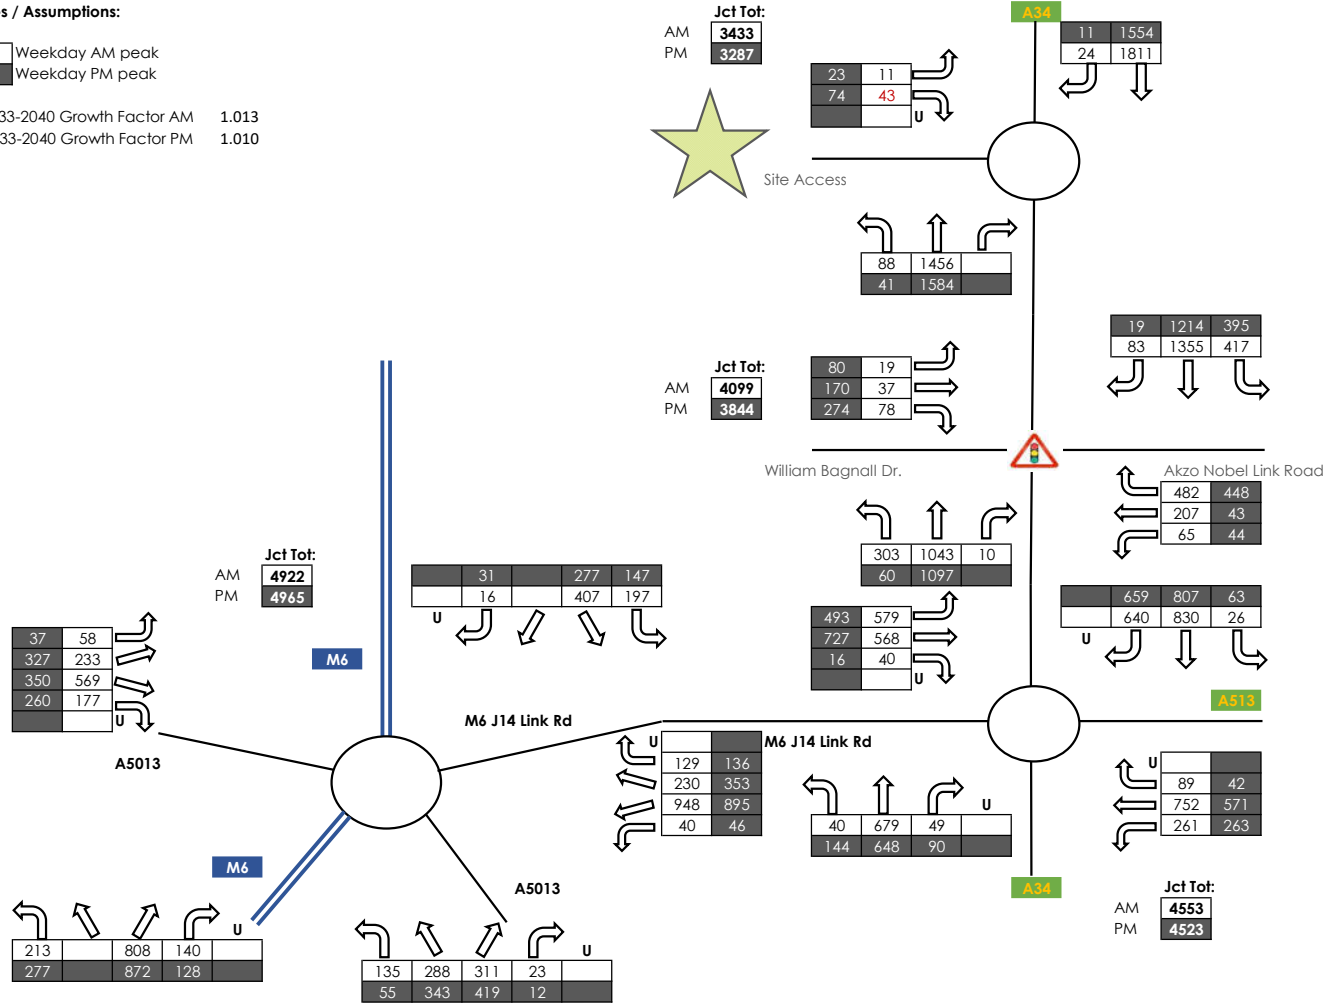 s / Assumptions:
Weekday AM peak
Weekday PM peak
33-2040 Growth Factor AM 1.013
33-2040 Growth Factor PM 1.010
Jct Tot:
AM 3433
PM 3287
A34
11 1554
24 1811
23 11
74 43
U
Site Access
88 1456
41 1584
19 1214 395
83 1355 417
Jct Tot:
AM 4099
PM 3844
80 19
170 37
274 78
William Bagnall Dr.
Akzo Nobel Link Road
482 448
207 43
65 44
303 1043 10
60 1097
Jct Tot:
AM 4922
PM 4965
31 277 147
16 407 197
U
493 579
727 568
16 40
U
659 807 63
640 830 26
U
37 58
327 233
350 569
260 177
U
M6
A5013
M6 J14 Link Rd
A513
U
M6 J14 Link Rd
129 136
230 353
948 895
40 46
U
40 679 49
144 648 90
U
89 42
752 571
261 263
M6
A5013
A34
Jct Tot:
AM 4553
PM 4523
U
213 808 140
277 872 128
U
135 288 311 23
55 343 419 12